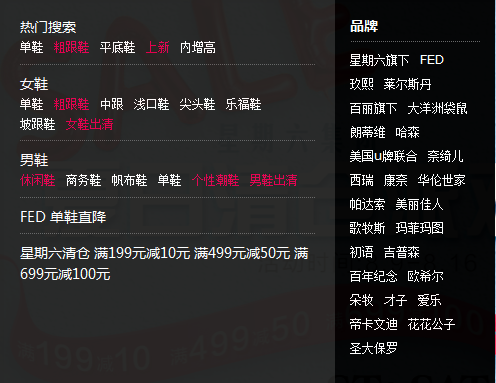 热门搜索
单鞋 粗跟鞋 平底鞋 上新 内增高
女鞋
单鞋 粗跟鞋 中跟 浅口鞋 尖头鞋 乐福鞋
坡跟鞋 女鞋出清
男鞋
休闲鞋 商务鞋 帆布鞋 单鞋 个性潮鞋 男鞋出清
FED 单鞋直降
星期六清仓 满199元减10元 满499元减50元 满
699元减100元
品牌
星期六旗下 FED
玖熙 莱尔斯丹
百丽旗下 大洋洲袋鼠
朗蒂维 哈森
美国u牌联合 奈绮儿
西瑞 康奈 华伦世家
帕达索 美丽佳人
歌牧斯 玛菲玛图
初语 吉普森
百年纪念 欧希尔
朵牧 才子 爱乐
帝卡文迪 花花公子
圣大保罗
199.10
499.50